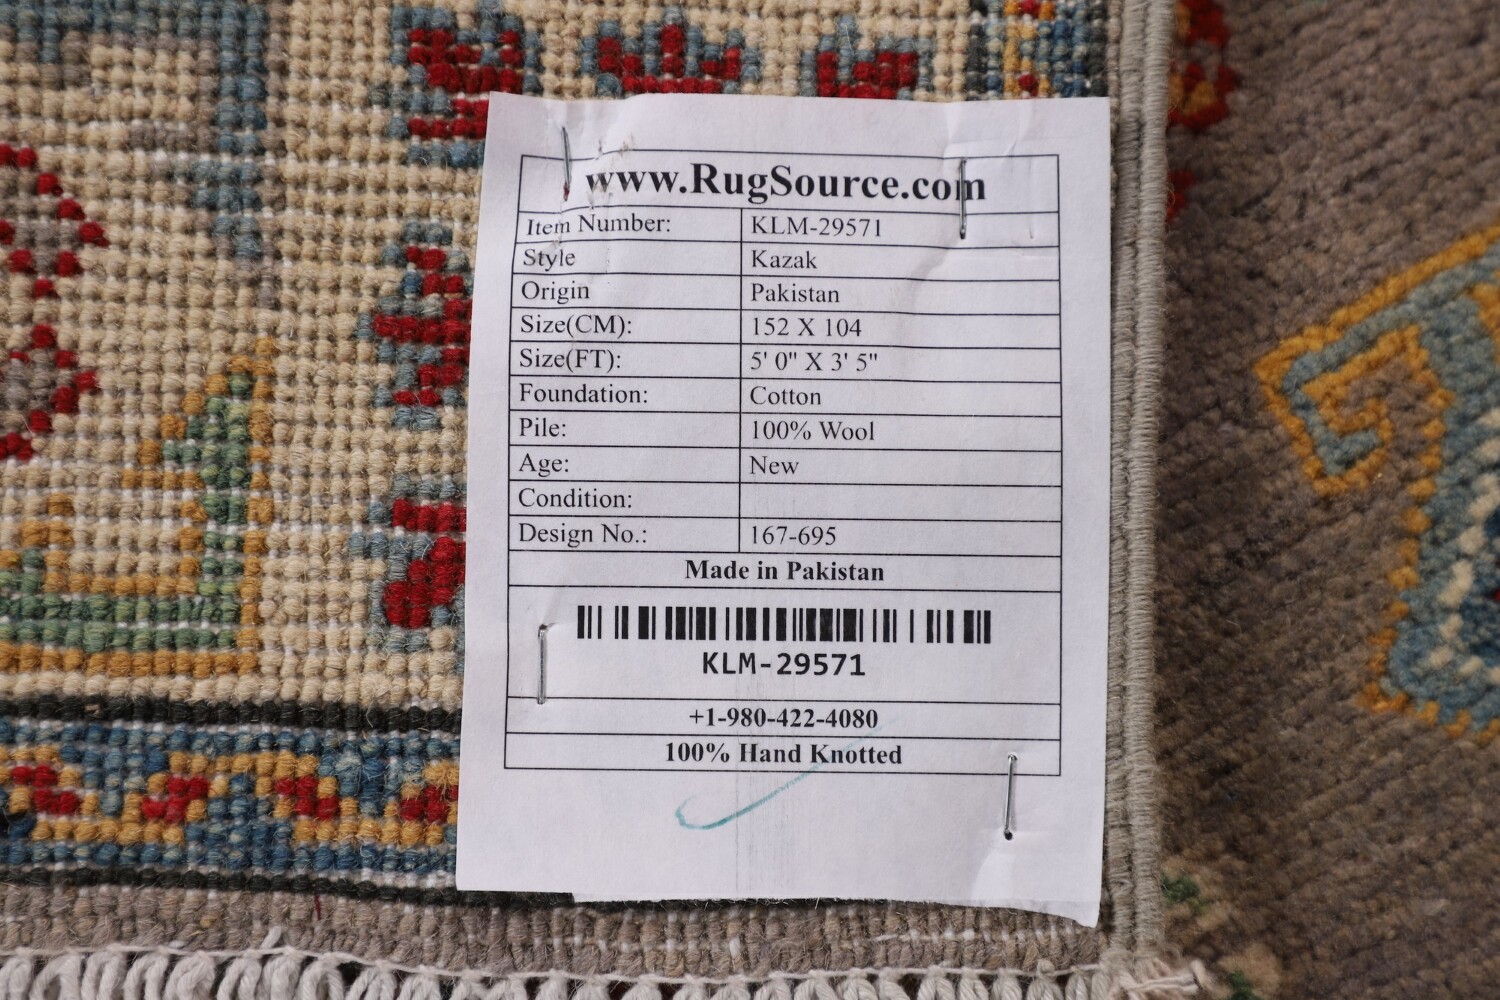 www.RugSource.com
Item Number: KLM-29571
Style Kazak
Origin Pakistan
Size(CM): 152 X 104
Size(FT): 5' 0" X 3' 5"
Foundation: Cotton
Pile: 100% Wool
Age: New
Condition:
Design No.: 167-695
Made in Pakistan
KLM-29571
+1-980-422-4080
100% Hand Knotted